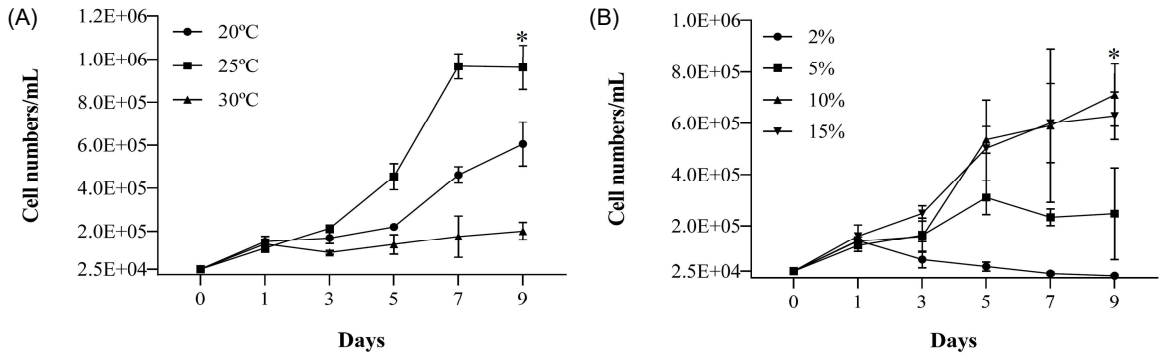 (A)
1.2E+06
1.0E+06
8.0E+05
6.0E+05
4.0E+05
2.0E+05
2.5E+04
Cell numbers/mL
20ºC
25ºC
30ºC
*
0 1 3 5 7 9
Days
(B)
1.0E+06
8.0E+05
6.0E+05
4.0E+05
2.0E+05
2.5E+04
Cell numbers/mL
2%
5%
10%
15%
*
0 1 3 5 7 9
Days